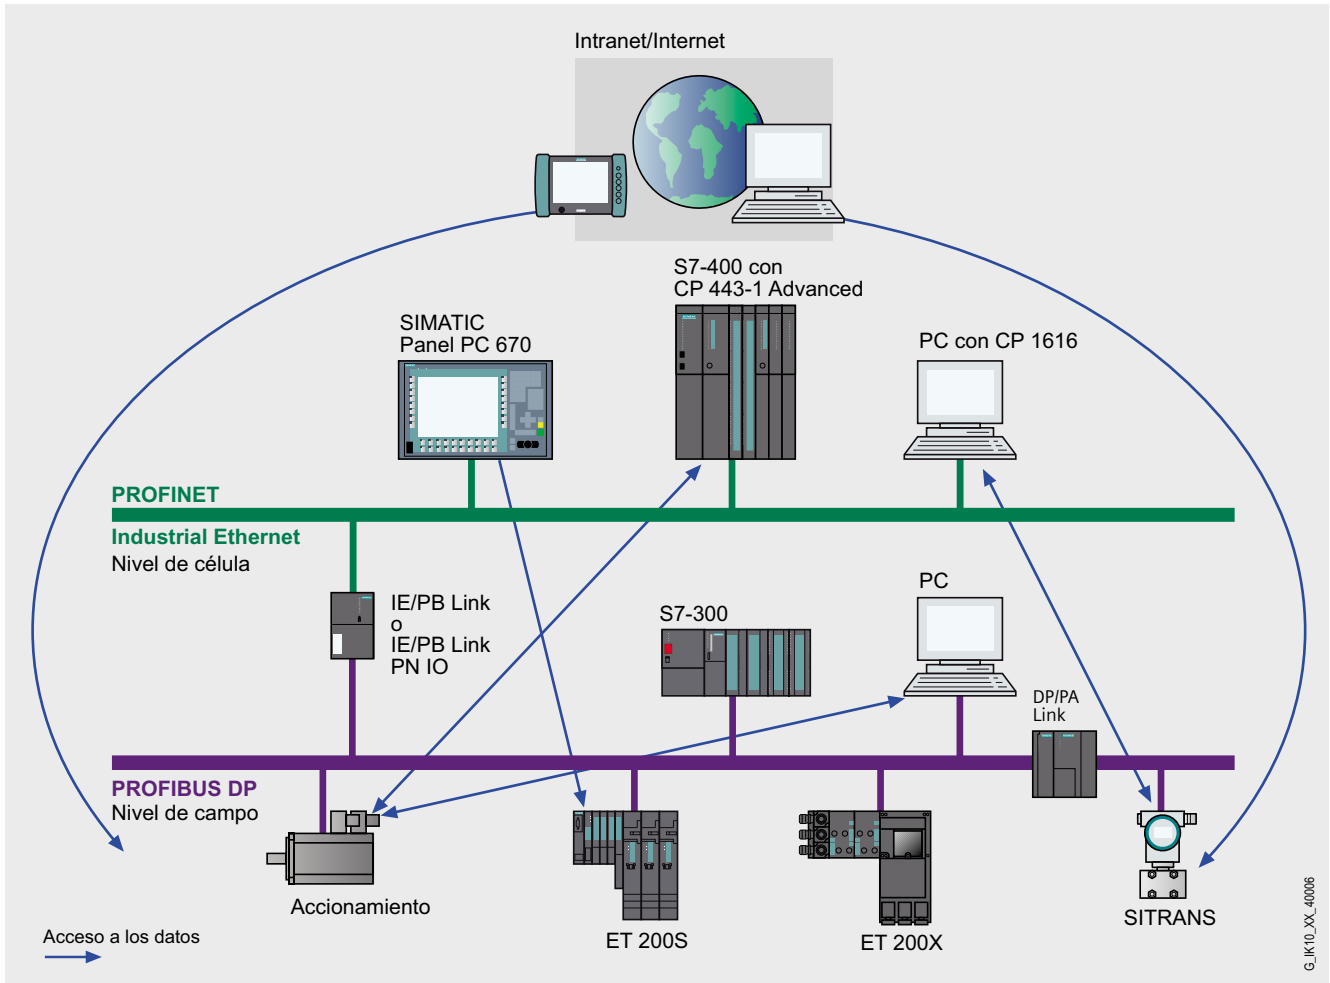 Intranet/Internet
S7-400 con
CP 443-1 Advanced
SIMATIC
Panel PC 670
PC con CP 1616
PROFINET
Industrial Ethernet
Nivel de célula
IE/PB Link
o
IE/PB Link
PN IO
S7-300
PC
DP/PA
Link
PROFIBUS DP
Nivel de campo
Accionamiento
ET 200S
ET 200X
SITRANS
Acceso a los datos
G_IK10_XX_40006